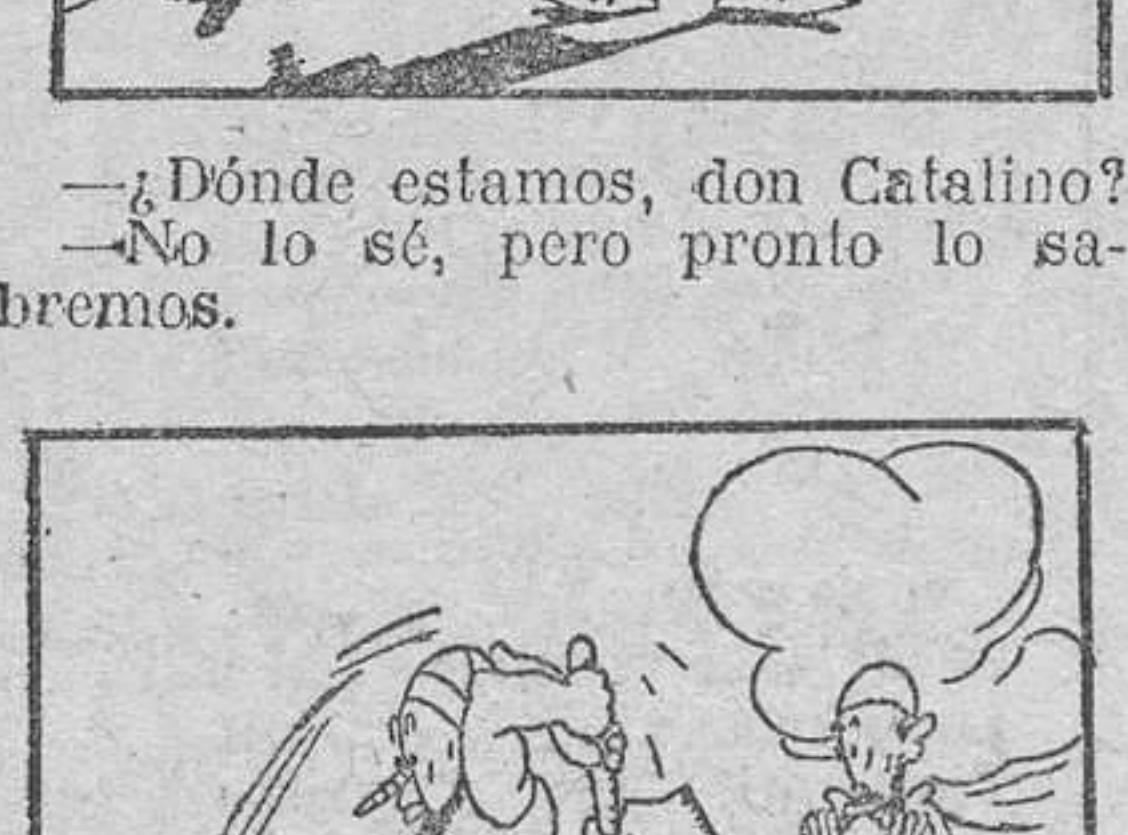 —¿Dónde estamos, don Catalino?
—No lo sé, pero pronto lo sa-
bremos.